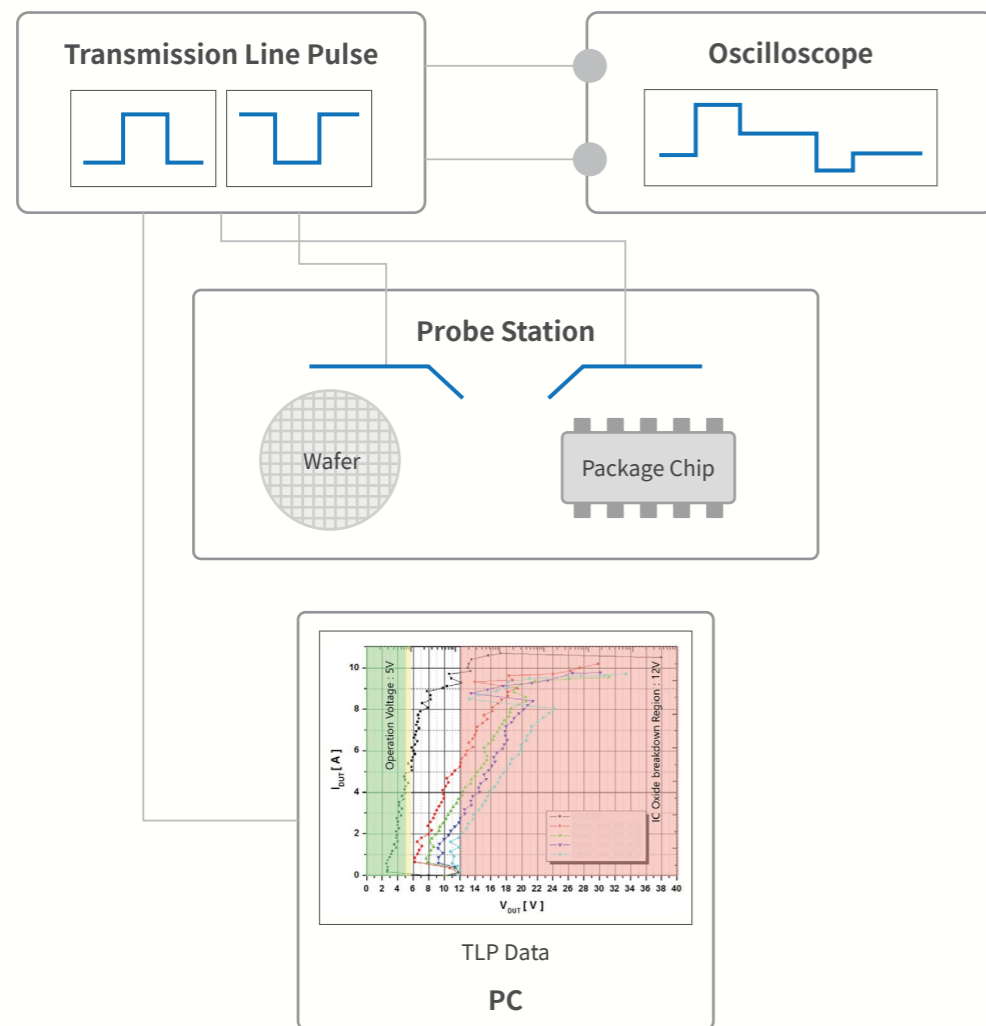 Transmission Line Pulse
Oscilloscope
Probe Station
Wafer
Package Chip
Operation Voltage : 5V
IC Oxide breakdown Region : 12V
I_DUT [ A ]
10
8
6
4
2
0
0 2 4 6 8 10 12 14 16 18 20 22 24 26 28 30 32 34 36 38 40
V_DUT [ V ]
TLP Data
PC